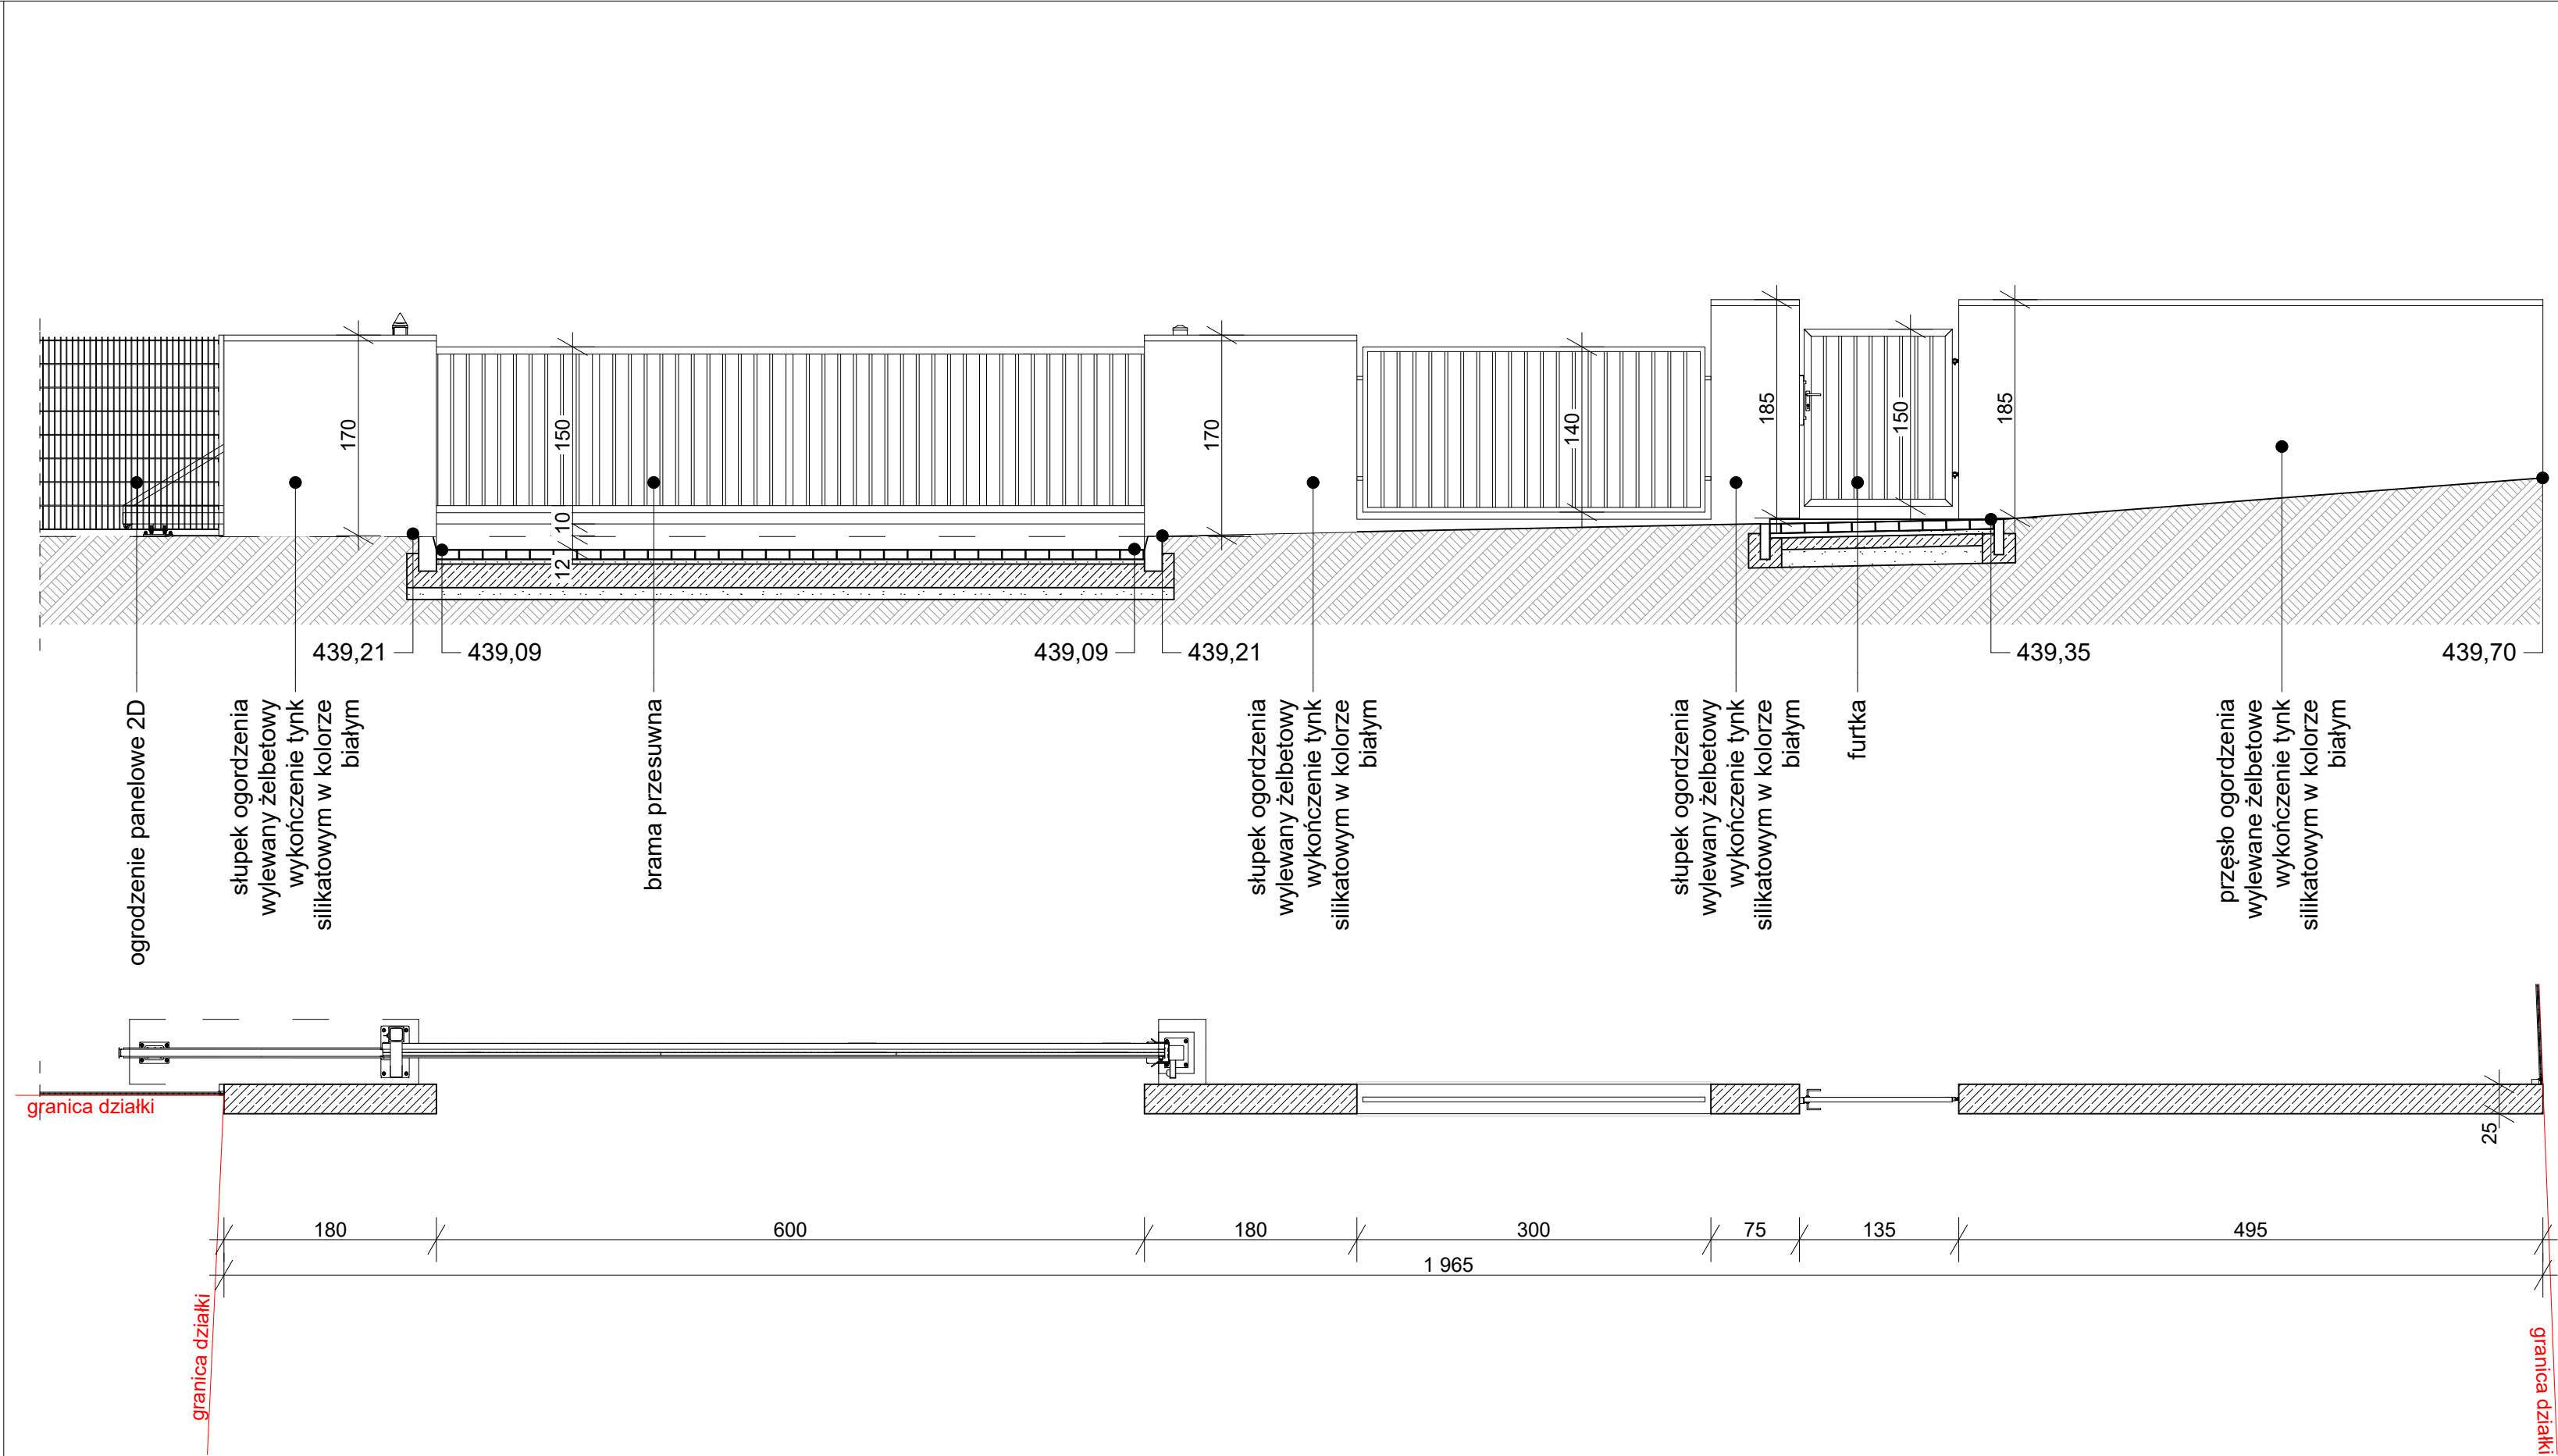 170
150
10
12
170
140
185
150
185
439,21
439,09
439,09
439,21
439,35
439,70
ogrodzenie panelowe 2D
słupek ogordzenia
wylewany żelbetowy
wykończenie tynk
silikatowym w kolorze
białym
brama przesuwna
słupek ogordzenia
wylewany żelbetowy
wykończenie tynk
silikatowym w kolorze
białym
słupek ogordzenia
wylewany żelbetowy
wykończenie tynk
silikatowym w kolorze
białym
furtka
przęsło ogordzenia
wylewane żelbetowe
wykończenie tynk
silikatowym w kolorze
białym
granica działki
25
180
600
180
300
75
135
495
1 965
granica działki
granica działki